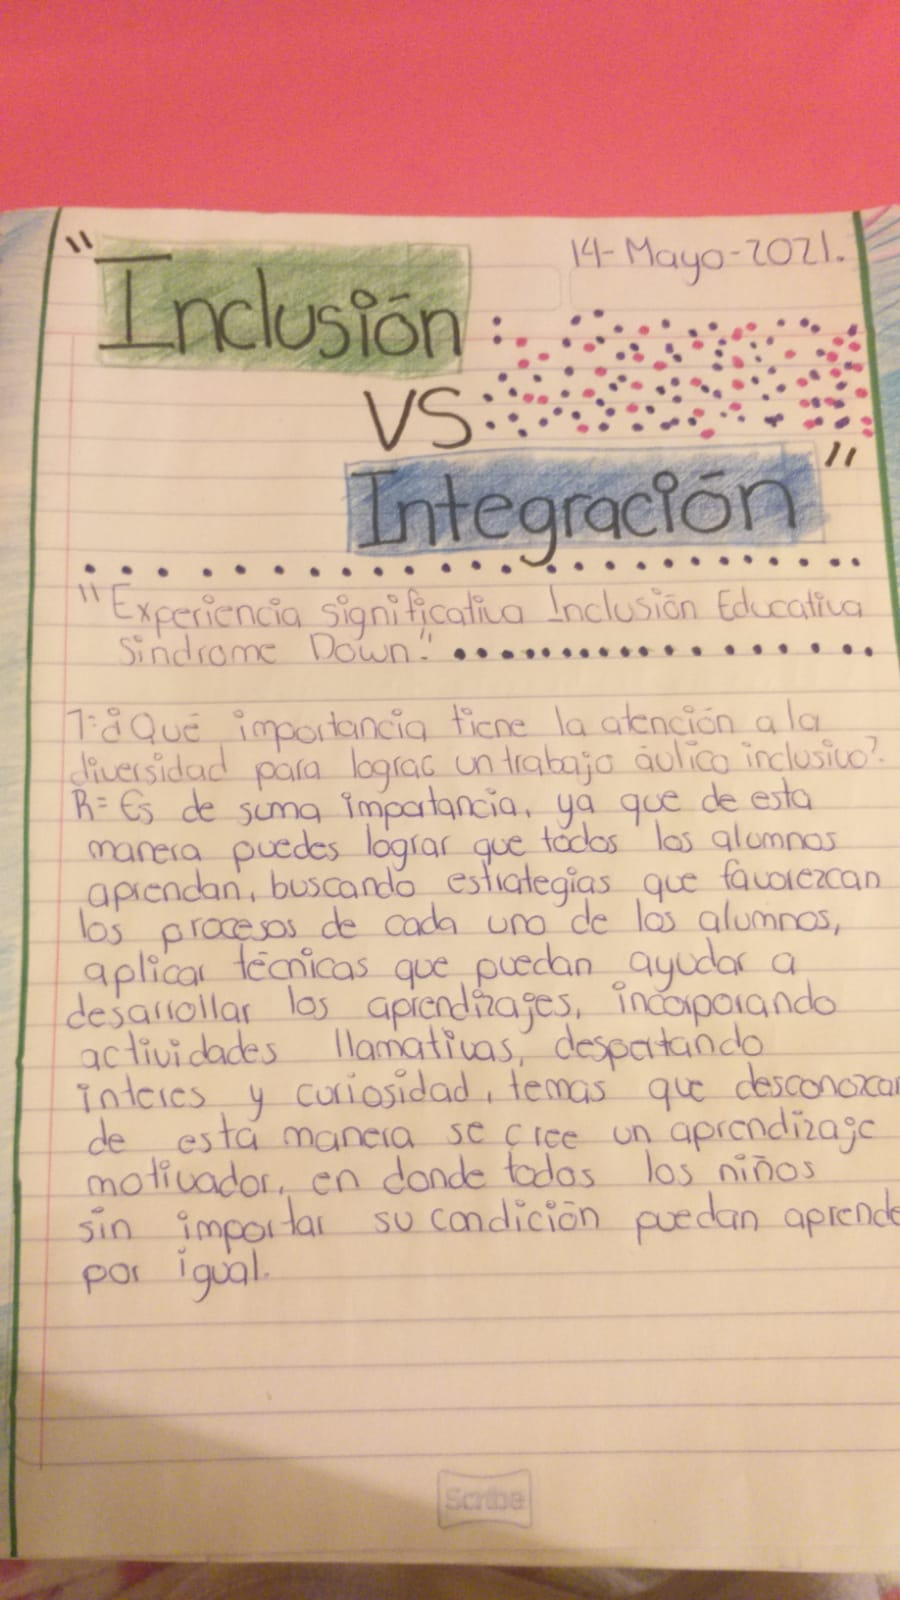 14-Mayo-2021.
"Inclusión
VS
Integración"
"Experiencia significativa Inclusión Educativa
Sindrome Down."
1:¿Qué importancia tiene la atención a la
diversidad para lograr un trabajo áulico inclusivo?
R= Es de suma importancia, ya que de esta
manera puedes lograr que todos los alumnos
aprendan, buscando estrategias que favorezcan
los procesos de cada uno de los alumnos,
aplicar técnicas que puedan ayudar a
desarrollar los aprendizajes, incorporando
actividades llamativas, despertando
interes y curiosidad, temas que desconozcan
de esta manera se cree un aprendizaje
motivador, en donde todos los niños
sin importar su condición puedan aprende
por igual.
Scribe